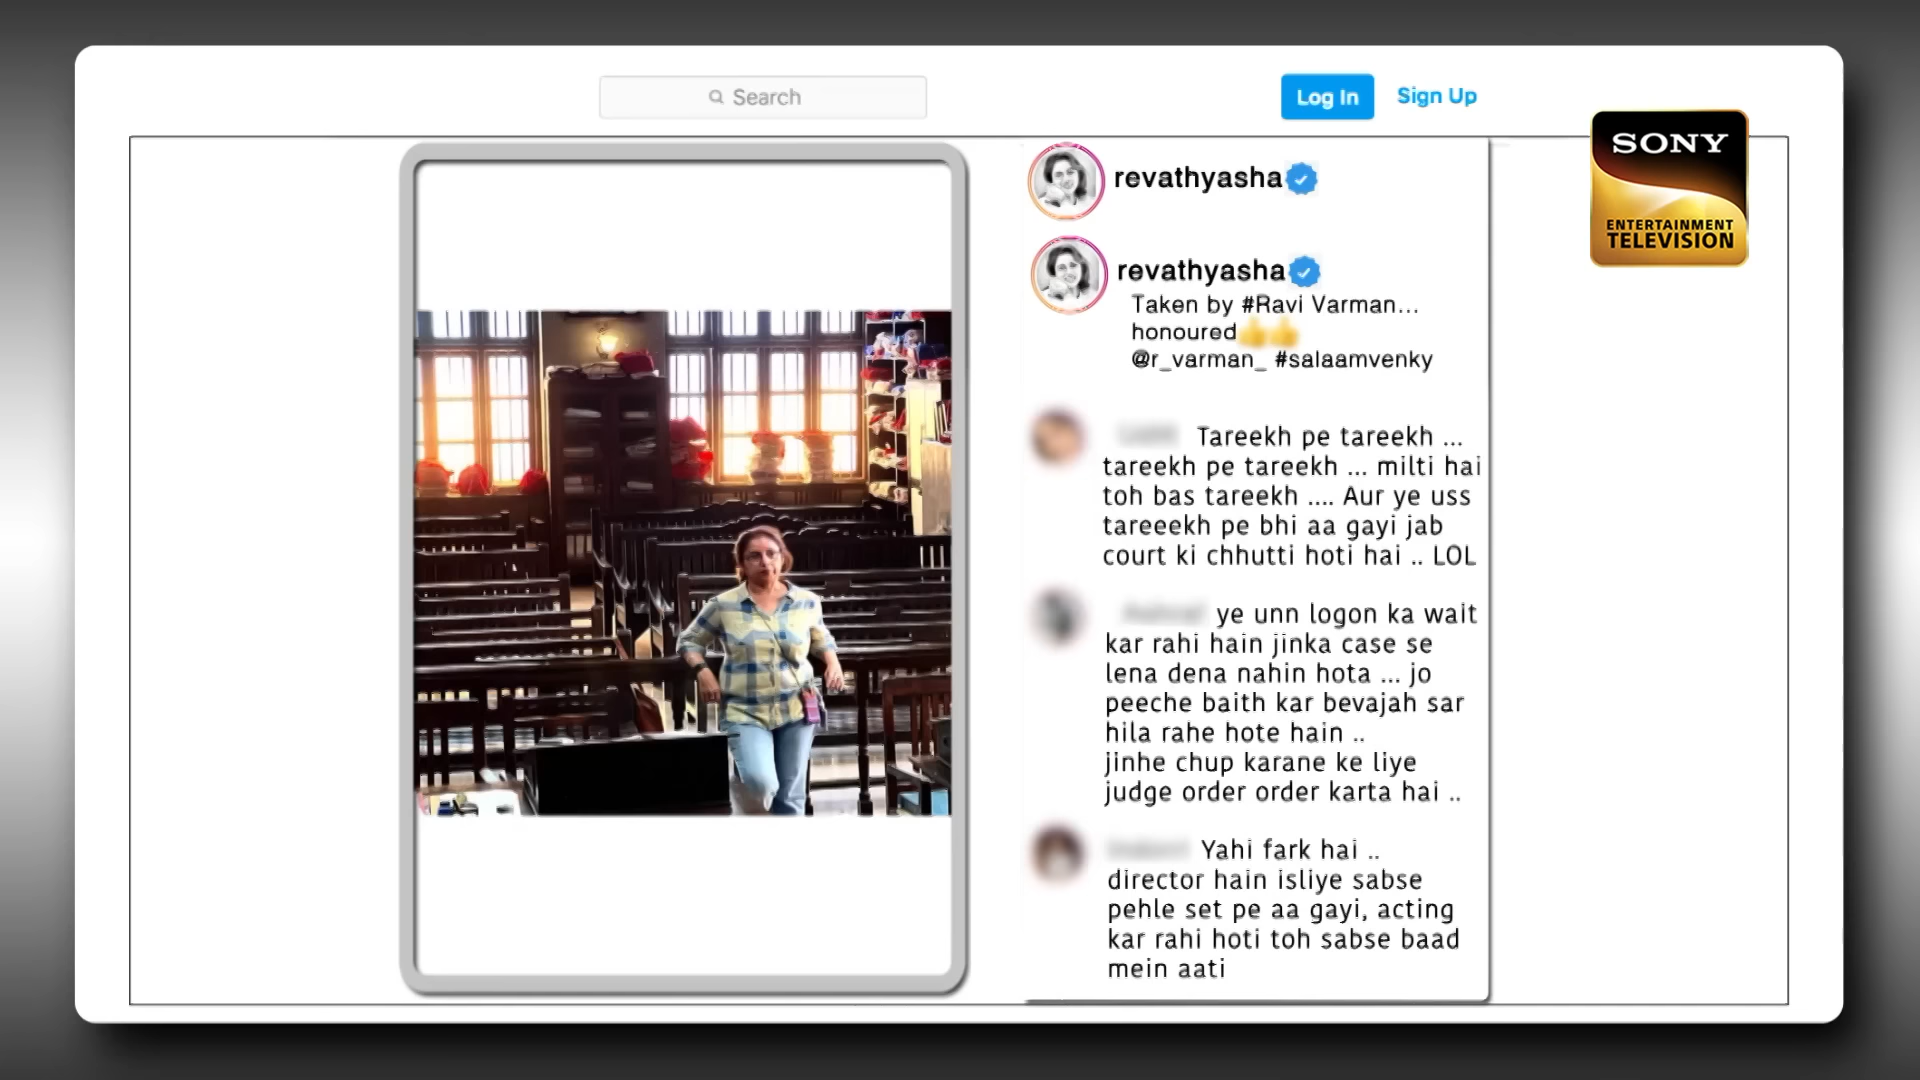 Search
Log In
Sign Up
SONY
ENTERTAINMENT
TELEVISION
revathyasha
revathyasha
Taken by #Ravi Varman...
honoured👍👍
@r_varman_ #salaamvenky
Tareekh pe tareekh ...
tareekh pe tareekh ... milti hai
toh bas tareekh .... Aur ye uss
tareeekh pe bhi aa gayi jab
court ki chhutti hoti hai .. LOL
ye unn logon ka wait
kar rahi hain jinka case se
lena dena nahin hota ... jo
peeche baith kar bevajah sar
hila rahe hote hain ..
jinhe chup karane ke liye
judge order order karta hai ..
Yahi fark hai ..
director hain isliye sabse
pehle set pe aa gayi, acting
kar rahi hoti toh sabse baad
mein aati